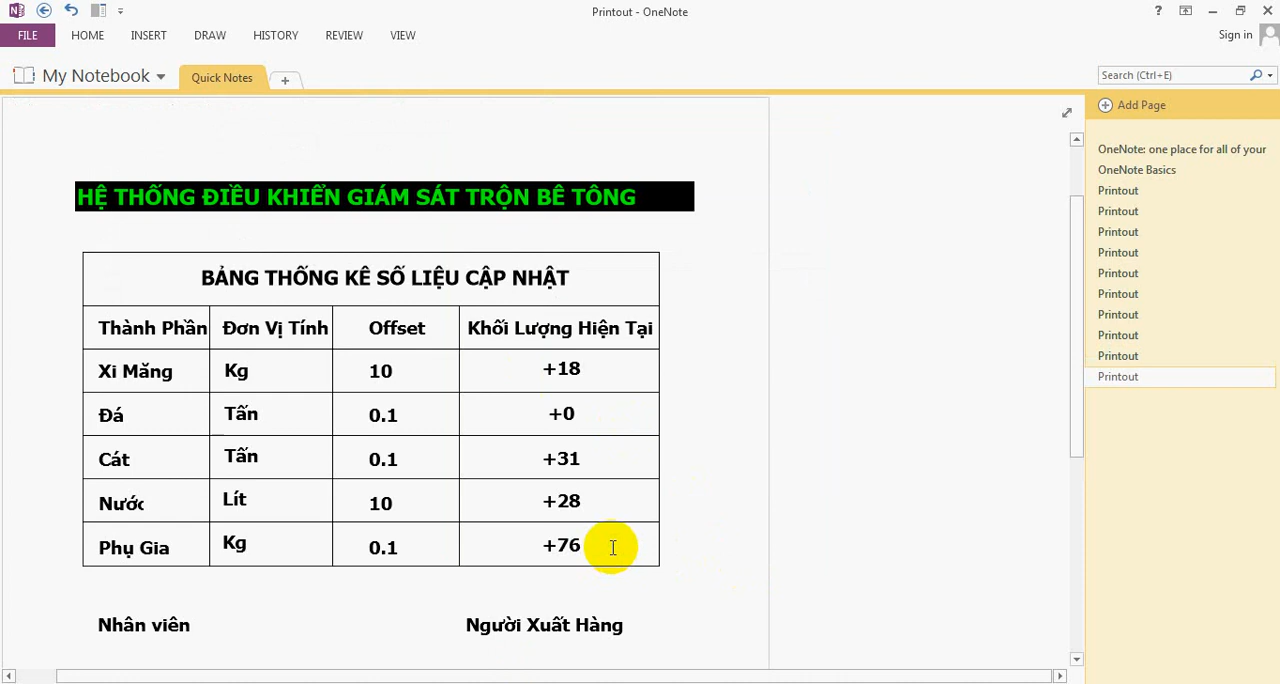 Printout - OneNote
?
FILE HOME INSERT DRAW HISTORY REVIEW VIEW
Sign in
My Notebook
Quick Notes
+
Search (Ctrl+E)
Add Page
OneNote: one place for all of your
OneNote Basics
Printout
Printout
Printout
Printout
Printout
Printout
Printout
Printout
Printout
Printout
HỆ THỐNG ĐIỀU KHIỂN GIÁM SÁT TRỘN BÊ TÔNG
BẢNG THỐNG KÊ SỐ LIỆU CẬP NHẬT
Thành Phần Đơn Vị Tính Offset Khối Lượng Hiện Tại
Xi Măng Kg 10 +18
Đá Tấn 0.1 +0
Cát Tấn 0.1 +31
Nước Lít 10 +28
Phụ Gia Kg 0.1 +76
Nhân viên Người Xuất Hàng